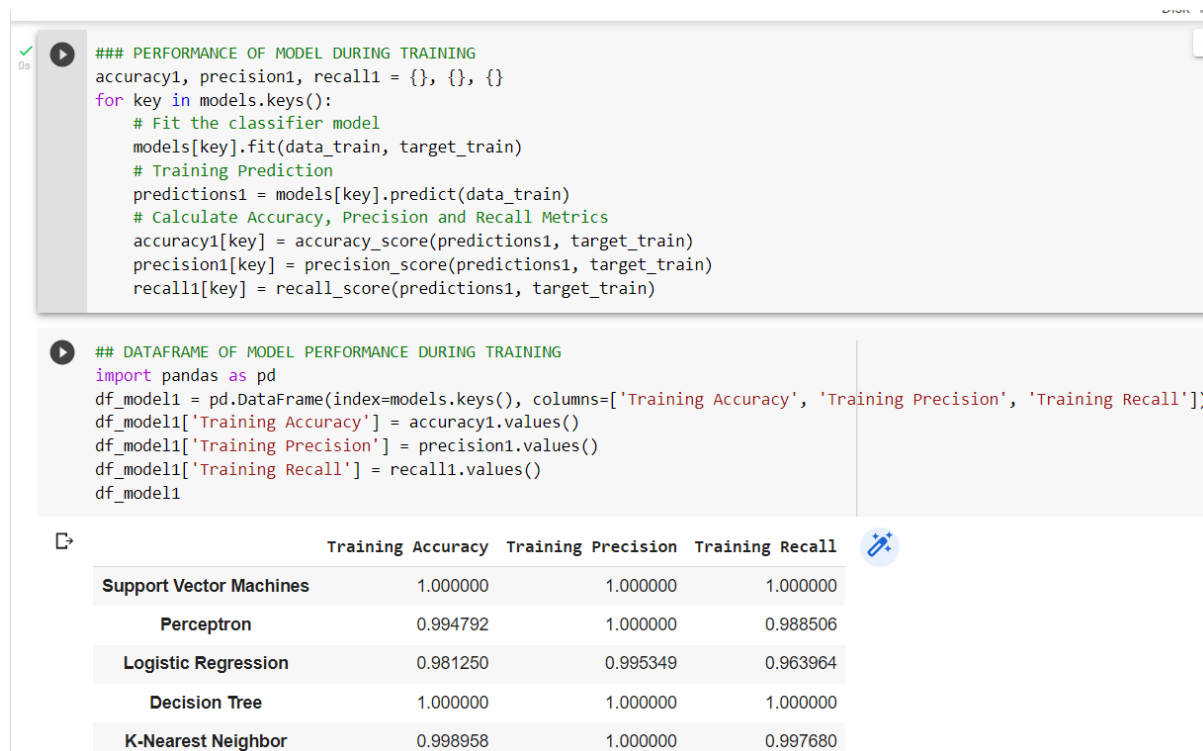 0s
### PERFORMANCE OF MODEL DURING TRAINING
accuracy1, precision1, recall1 = {}, {}, {}
for key in models.keys():
    # Fit the classifier model
    models[key].fit(data_train, target_train)
    # Training Prediction
    predictions1 = models[key].predict(data_train)
    # Calculate Accuracy, Precision and Recall Metrics
    accuracy1[key] = accuracy_score(predictions1, target_train)
    precision1[key] = precision_score(predictions1, target_train)
    recall1[key] = recall_score(predictions1, target_train)
## DATAFRAME OF MODEL PERFORMANCE DURING TRAINING
import pandas as pd
df_model1 = pd.DataFrame(index=models.keys(), columns=['Training Accuracy', 'Training Precision', 'Training Recall'])
df_model1['Training Accuracy'] = accuracy1.values()
df_model1['Training Precision'] = precision1.values()
df_model1['Training Recall'] = recall1.values()
df_model1
Training Accuracy Training Precision Training Recall
Support Vector Machines 1.000000 1.000000 1.000000
Perceptron 0.994792 1.000000 0.988506
Logistic Regression 0.981250 0.995349 0.963964
Decision Tree 1.000000 1.000000 1.000000
K-Nearest Neighbor 0.998958 1.000000 0.997680